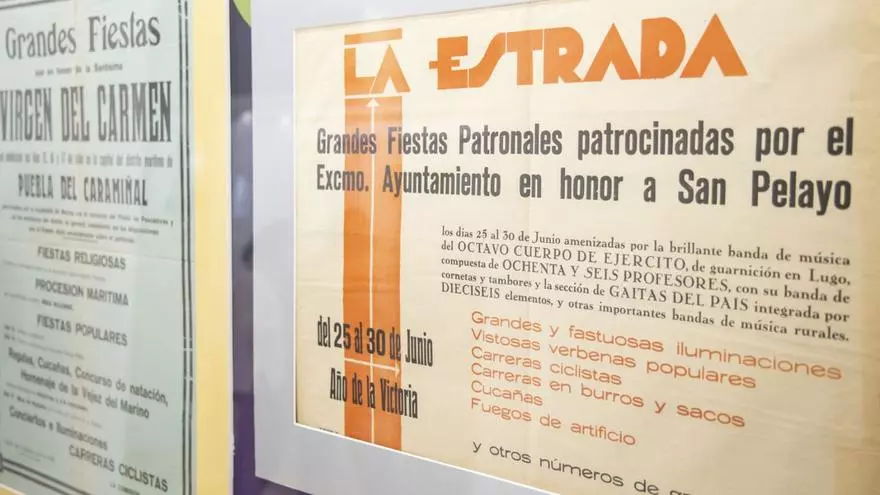 Grandes Fiestas
VIRGEN DEL CARMEN
PUEBLA DEL CARAMIÑAL
FIESTAS RELIGIOSAS
PROCESION MARITIMA
FIESTAS POPULARES
Regatas, Cucañas, Concurso de natación,
Homenaje de la Vejez del Marino
Conciertos e Iluminaciones
CARRERAS CICLISTAS
LA ESTRADA
Grandes Fiestas Patronales patrocinadas por el
Excmo. Ayuntamiento en honor a San Pelayo
los días 25 al 30 de Junio amenizadas por la brillante banda de música
del OCTAVO CUERPO DE EJERCITO, de guarnición en Lugo,
compuesta de OCHENTA Y SEIS PROFESORES, con su banda de
cornetas y tambores y la sección de GAITAS DEL PAIS integrada por
DIECISEIS elementos, y otras importantes bandas de música rurales.
del 25 al 30 de Junio
Año de la Victoria
Grandes y fastuosas iluminaciones
Vistosas verbenas populares
Carreras ciclistas
Carreras en burros y sacos
Cucañas
Fuegos de artificio
y otros números de